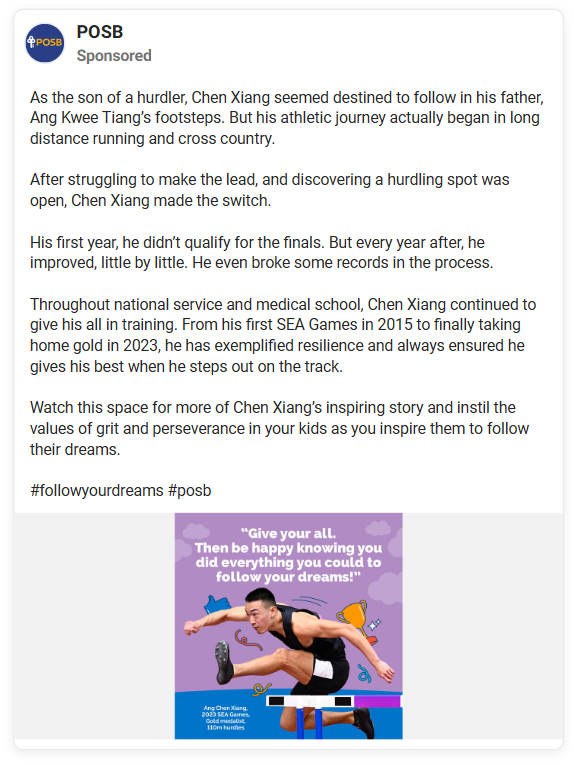 POSB
POSB
Sponsored
As the son of a hurdler, Chen Xiang seemed destined to follow in his father,
Ang Kwee Tiang’s footsteps. But his athletic journey actually began in long
distance running and cross country.
After struggling to make the lead, and discovering a hurdling spot was
open, Chen Xiang made the switch.
His first year, he didn’t qualify for the finals. But every year after, he
improved, little by little. He even broke some records in the process.
Throughout national service and medical school, Chen Xiang continued to
give his all in training. From his first SEA Games in 2015 to finally taking
home gold in 2023, he has exemplified resilience and always ensured he
gives his best when he steps out on the track.
Watch this space for more of Chen Xiang’s inspiring story and instil the
values of grit and perseverance in your kids as you inspire them to follow
their dreams.
#followyourdreams #posb
“Give your all.
Then be happy knowing you
did everything you could to
follow your dreams!”
Ang Chen Xiang,
2023 SEA Games,
Gold medalist,
110m hurdles